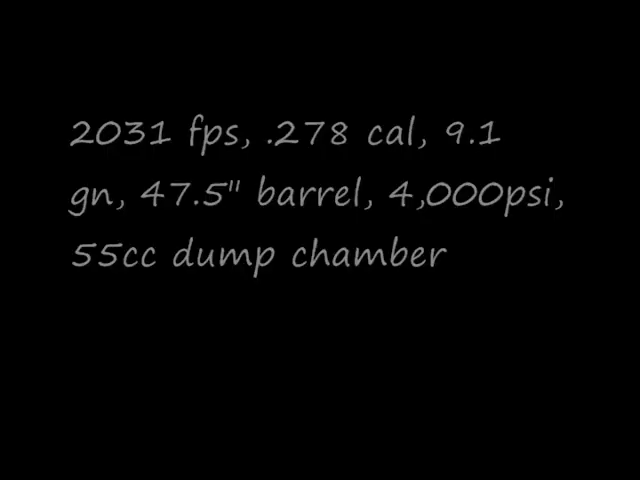 2031 fps, .278 cal, 9.1
gn, 47.5" barrel, 4,000psi,
55cc dump chamber